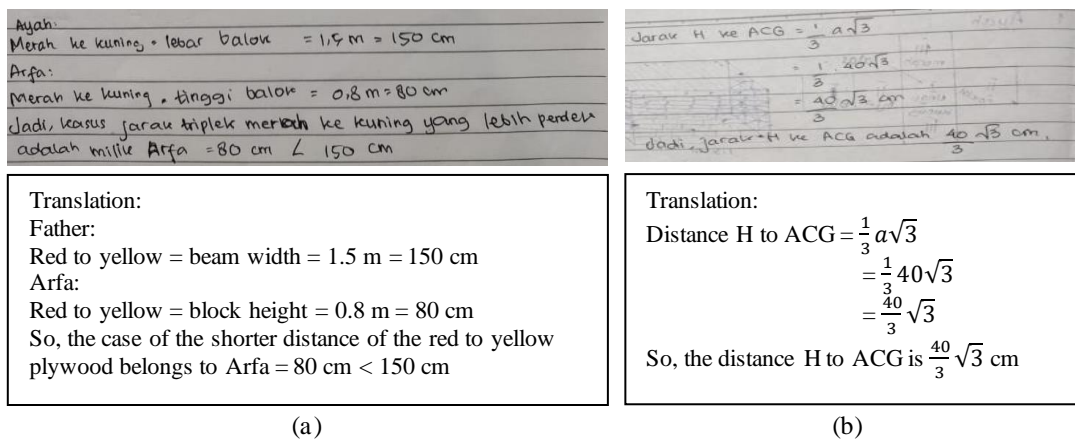 Ayah:
Merah ke kuning = lebar balok = 1,5 m = 150 cm
Arfa:
Merah ke kuning = tinggi balok = 0,8 m = 80 cm
Jadi, kasus jarak triplek merah ke kuning yang lebih pendek
adalah milik Arfa = 80 cm < 150 cm
Translation:
Father:
Red to yellow = beam width = 1.5 m = 150 cm
Arfa:
Red to yellow = block height = 0.8 m = 80 cm
So, the case of the shorter distance of the red to yellow
plywood belongs to Arfa = 80 cm < 150 cm
(a)
Jarak H ke ACG = 1/3 a√3
= 1/3 . 40√3
= 40/3 √3 cm
Jadi, jarak H ke ACG adalah 40/3 √3 cm.
Translation:
Distance H to ACG = 1/3 a√3
= 1/3 40√3
= 40/3 √3
So, the distance H to ACG is 40/3 √3 cm
(b)